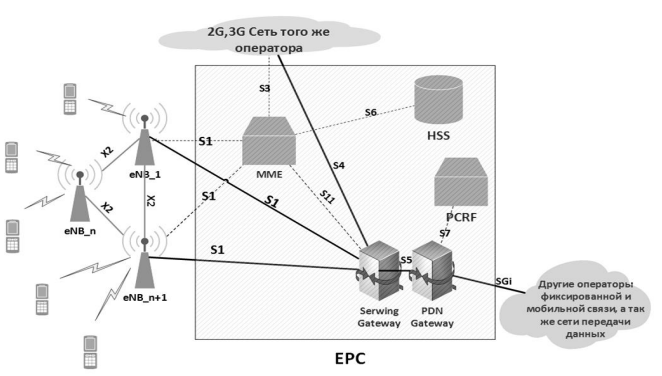 2G,3G Сеть того же
оператора
S3
S6
HSS
X2
S1
eNB_1
MME
S4
S11
PCRF
X2
X2
S1
S1
eNB_n
S7
S1
S5
SGi
eNB_n+1
Serwing
Gateway
PDN
Gateway
Другие операторы
фиксированной и
мобильной связи, а так
же сети передачи
данных
EPC